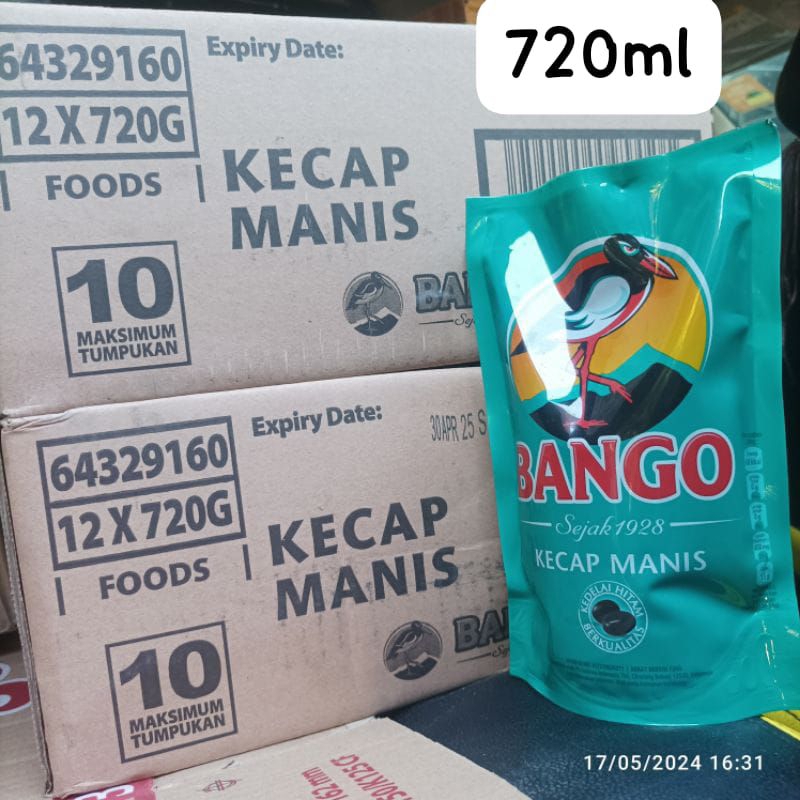 720ml
64329160
12 X 720G
FOODS
Expiry Date:
KECAP
MANIS
10
MAKSIMUM
TUMPUKAN
64329160
12 X 720G
FOODS
Expiry Date:
30APR 25
KECAP
MANIS
10
MAKSIMUM
TUMPUKAN
BANGO
Sejak 1928
KECAP MANIS
KEDELAI HITAM
BERKUALITAS
162 mm
17/05/2024 16:31